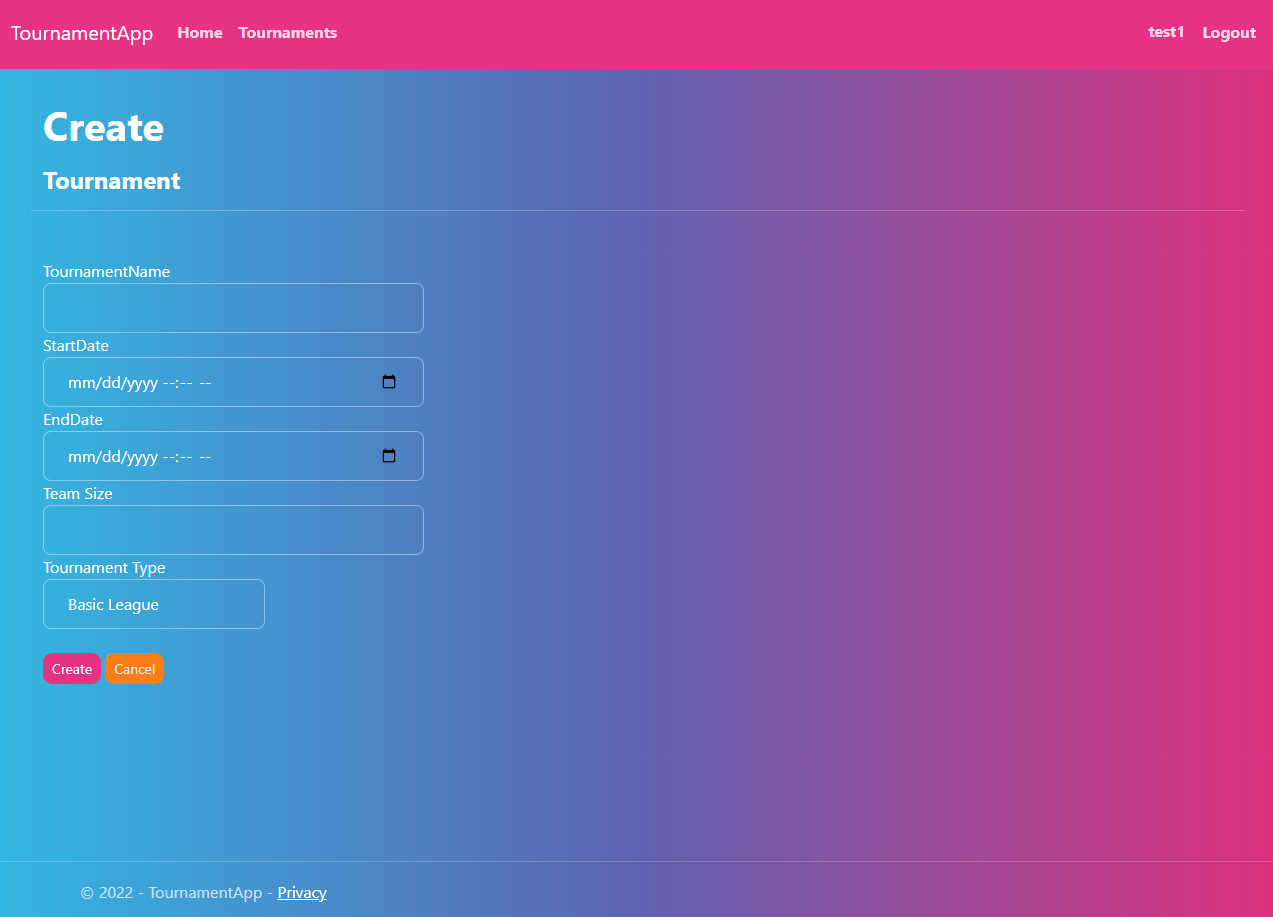 TournamentApp Home Tournaments test1 Logout
Create
Tournament
TournamentName
StartDate
mm/dd/yyyy --:-- --
EndDate
mm/dd/yyyy --:-- --
Team Size
Tournament Type
Basic League
Create Cancel
© 2022 - TournamentApp - Privacy